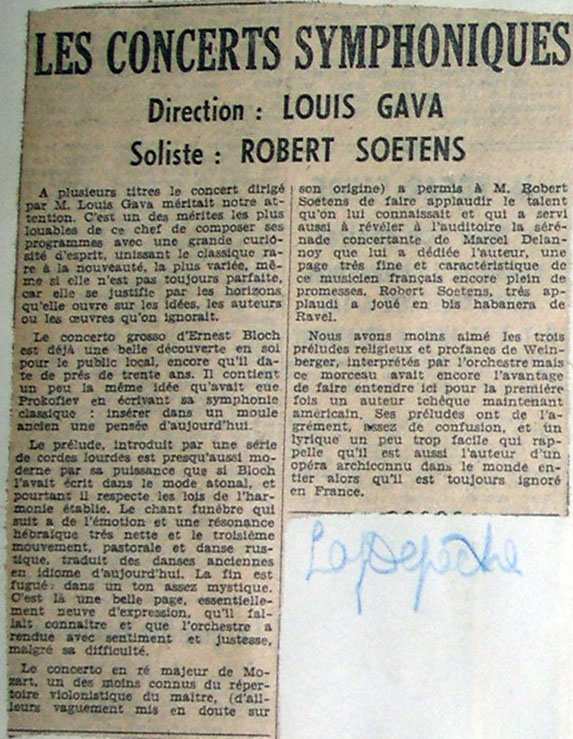 LES CONCERTS SYMPHONIQUES
Direction : LOUIS GAVA
Soliste : ROBERT SOETENS
A plusieurs titres le concert dirigé
par M. Louis Gava méritait notre at-
tention. C'est un des mérites les plus
louables de ce chef de composer ses
programmes avec une grande curio-
sité d'esprit, unissant le classique ra-
re à la nouveauté, la plus variée, mê-
me si elle n'est pas toujours parfaite,
car elle se justifie par les horizons
qu'elle ouvre sur les idées, les auteurs
ou les œuvres qu'on ignorait.
Le concerto grosso d'Ernest Bloch
est déjà une belle découverte en soi
pour le public local, encore qu'il da-
te de près de trente ans. Il contient
un peu la même idée qu'avait eue
Prokofiev en écrivant sa symphonie
classique : insérer dans un moule
ancien une pensée d'aujourd'hui.
Le prélude, introduit par une série
de cordes lourdes est presqu'aussi mo-
derne par sa puissance que si Bloch
l'avait écrit dans le mode atonal, et
pourtant il respecte les lois de l'har-
monie établie. Le chant funèbre qui
suit a de l'émotion et une résonance
hébraïque très nette et le troisième
mouvement, pastorale et danse rus-
tique, traduit des danses anciennes
en idiome d'aujourd'hui. La fin est
fuguée dans un ton assez mystique.
C'est là une belle page, essentielle-
ment neuve d'expression, qu'il fal-
lait connaître et que l'orchestre a
rendue avec sentiment et justesse,
malgré sa difficulté.
Le concerto en ré majeur de Mo-
zart, un des moins connus du réper-
toire violonistique du maître, (d'ail-
leurs vaguement mis en doute sur
son origine) a permis à M. Robert
Soetens de faire applaudir le talent
qu'on lui connaissait et qui a servi
aussi à révéler à l'auditoire la séré-
nade concertante de Marcel Delan-
noy que lui a dédiée l'auteur, une
page très fine et caractéristique de
ce musicien français encore plein de
promesses. Robert Soetens, très ap-
plaudi a joué en bis habanera de
Ravel.
Nous avons moins aimé les trois
préludes religieux et profanes de Wein-
berger, interprétés par l'orchestre mais
ce morceau avait encore l'avantage
de faire entendre ici pour la première
fois un auteur tchèque maintenant
américain. Ses préludes ont de l'a-
grément, assez de confusion, et un
lyrique un peu trop facile qui rap-
pelle qu'il est aussi l'auteur d'un
opéra archiconnu dans le monde en-
tier alors qu'il est toujours ignoré
en France.
La Depêche